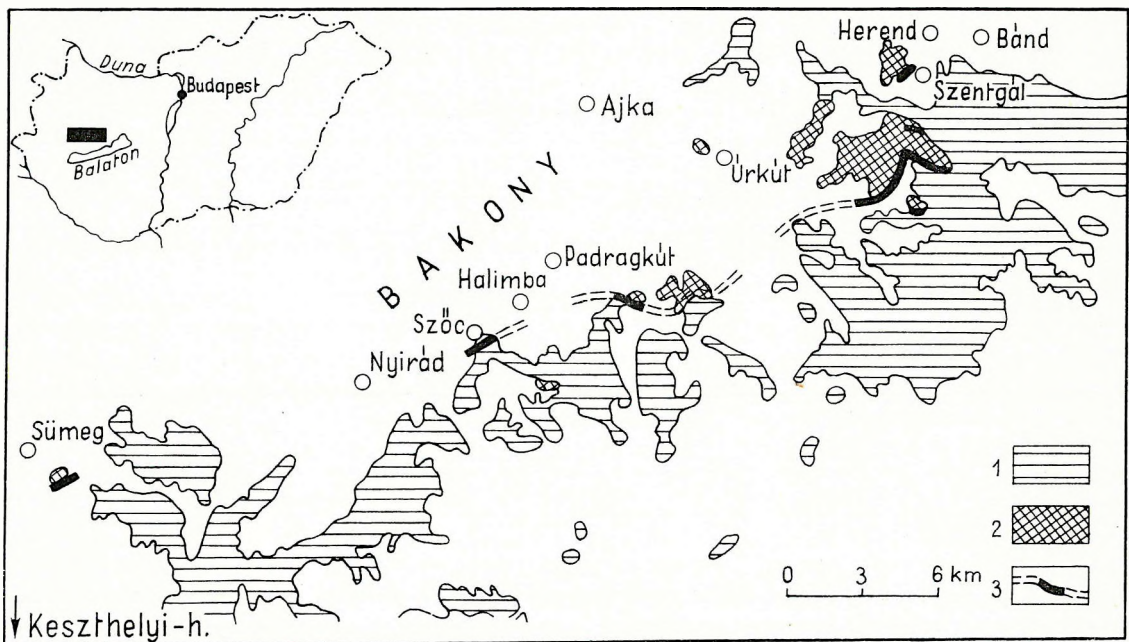 Duna
Budapest
Balaton
Herend
Bánd
Szentgál
Ajka
Úrkút
BAKONY
Padragkút
Halimba
Szőc
Nyirád
Sümeg
1
2
3
0 3 6 km
Keszthelyi-h.